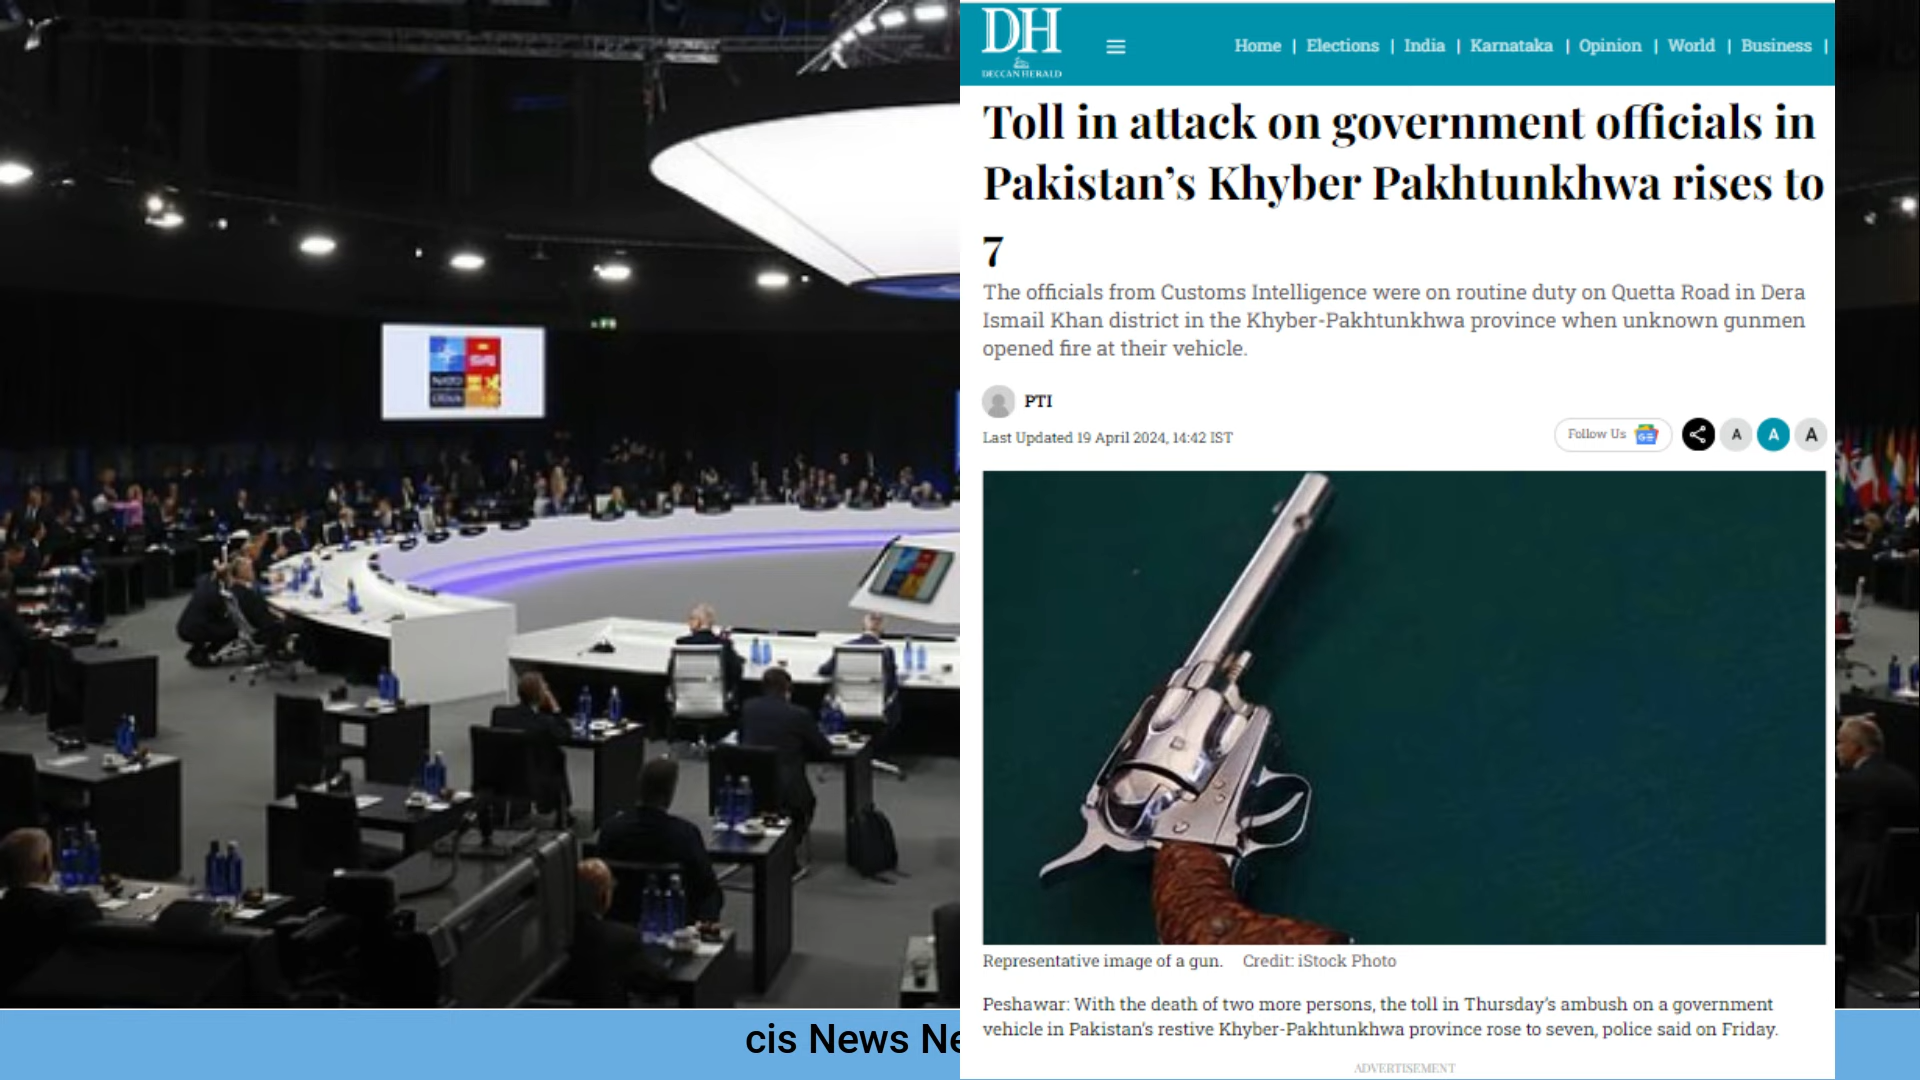 DH
DECCAN HERALD
Home | Elections | India | Karnataka | Opinion | World | Business |
Toll in attack on government officials in
Pakistan’s Khyber Pakhtunkhwa rises to
7
The officials from Customs Intelligence were on routine duty on Quetta Road in Dera
Ismail Khan district in the Khyber-Pakhtunkhwa province when unknown gunmen
opened fire at their vehicle.
PTI
Last Updated 19 April 2024, 14:42 IST
Follow Us
A A A
Representative image of a gun. Credit: iStock Photo
Peshawar: With the death of two more persons, the toll in Thursday's ambush on a government
vehicle in Pakistan's restive Khyber-Pakhtunkhwa province rose to seven, police said on Friday.
ADVERTISEMENT
NATO
cis News Ne